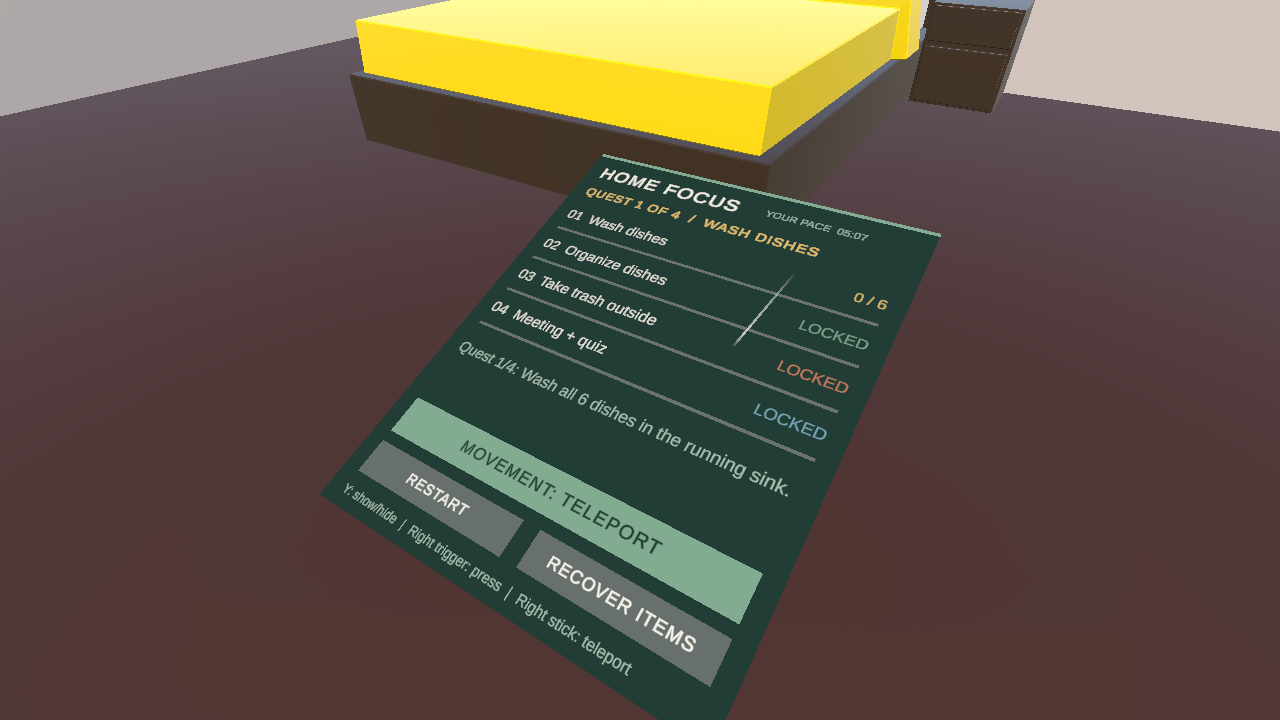 HOME FOCUS
YOUR PACE 05:07
QUEST 1 OF 4 / WASH DISHES
01 Wash dishes
0 / 6
02 Organize dishes
LOCKED
03 Take trash outside
LOCKED
04 Meeting + quiz
LOCKED
Quest 1/4: Wash all 6 dishes in the running sink.
MOVEMENT: TELEPORT
RESTART
RECOVER ITEMS
Y: show/hide | Right trigger: press | Right stick: teleport